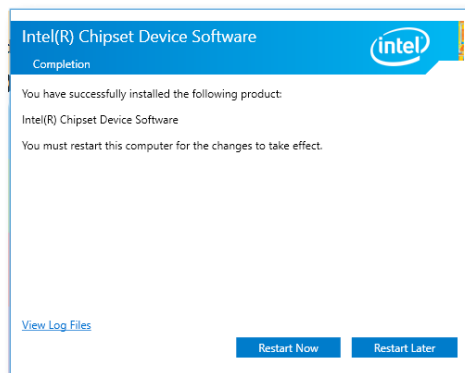 Intel(R) Chipset Device Software
intel
Completion
You have successfully installed the following product:
Intel(R) Chipset Device Software
You must restart this computer for the changes to take effect.
View Log Files
Restart Now
Restart Later